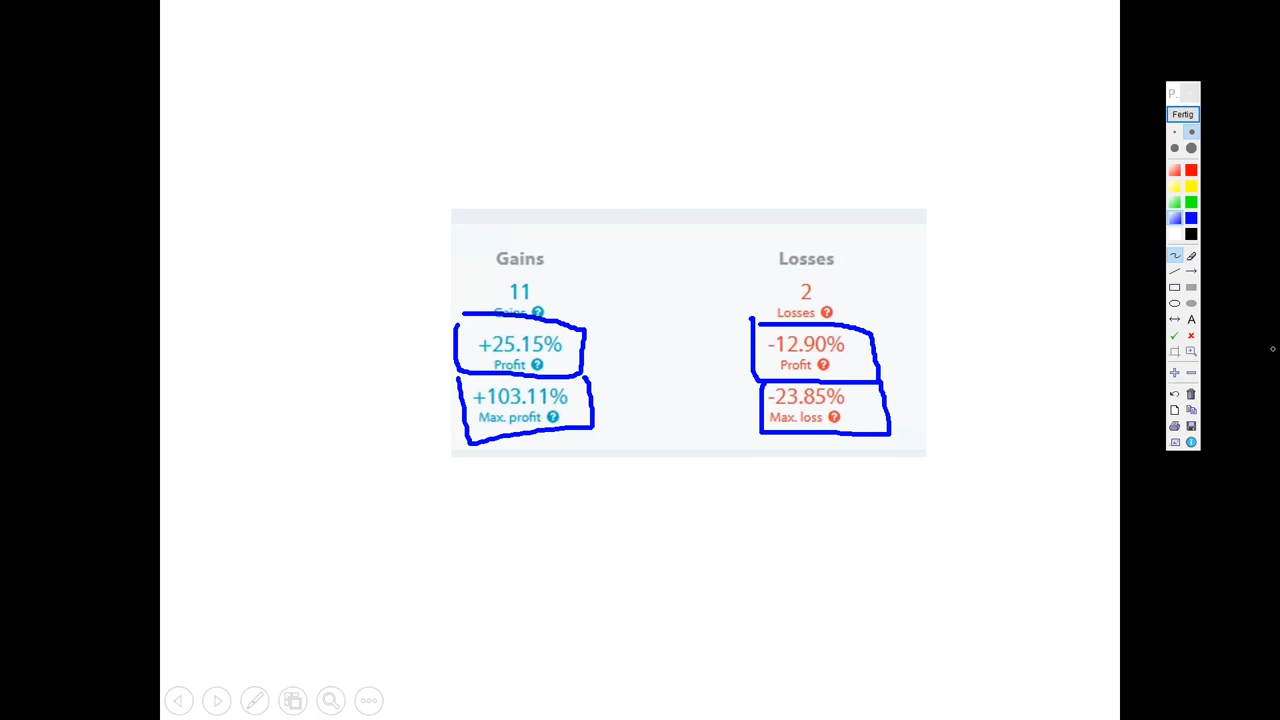 P.
Fertig
Gains
Losses
11
2
Gains ?
Losses ?
+25.15%
-12.90%
Profit ?
Profit ?
+103.11%
-23.85%
Max. profit ?
Max. loss ?
A